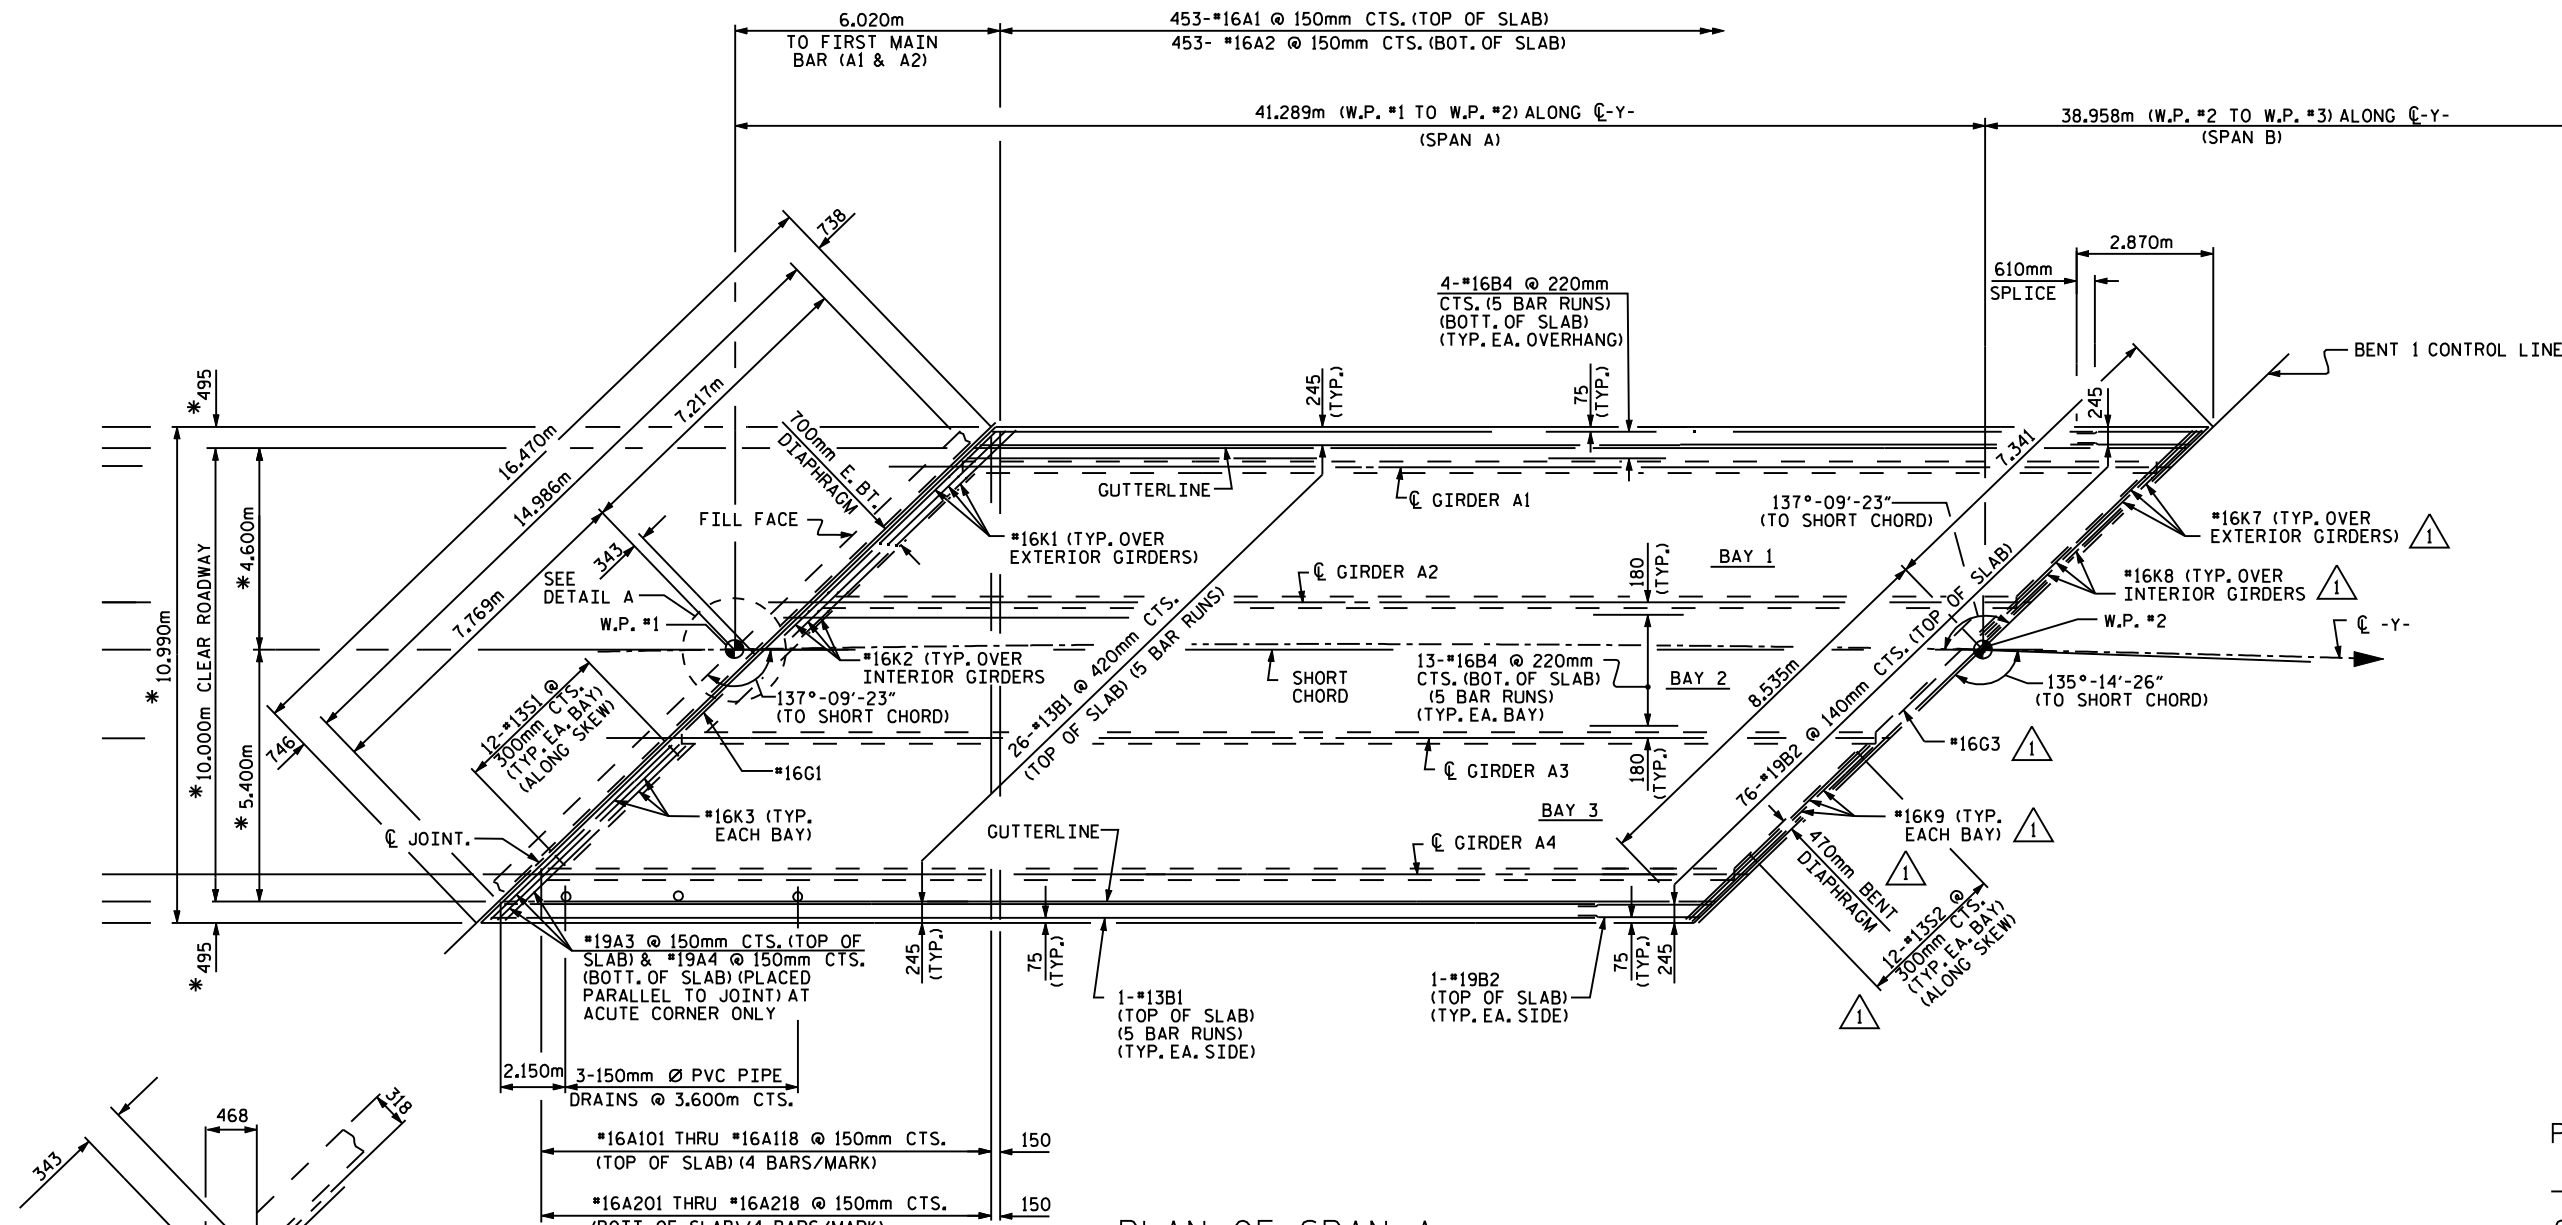 6.020m
TO FIRST MAIN
BAR (A1 & A2)
453-#16A1 @ 150mm CTS. (TOP OF SLAB)
453- #16A2 @ 150mm CTS. (BOT. OF SLAB)
41.289m (W.P. #1 TO W.P. #2) ALONG ℄-Y-
(SPAN A)
38.958m (W.P. #2 TO W.P. #3) ALONG ℄-Y-
(SPAN B)
738
2.870m
610mm
SPLICE
4-#16B4 @ 220mm
CTS. (5 BAR RUNS)
(BOTT. OF SLAB)
(TYP. EA. OVERHANG)
BENT 1 CONTROL LINE
*495
245
(TYP.)
75
(TYP.)
245
7.217m
16.470m
14.986m
700mm E. BT.
DIAPHRAGM
7.341
GUTTERLINE
℄ GIRDER A1
137°-09'-23"
(TO SHORT CHORD)
FILL FACE
#16K1 (TYP. OVER
EXTERIOR GIRDERS)
#16K7 (TYP. OVER
EXTERIOR GIRDERS)
1
*4.600m
*10.000m CLEAR ROADWAY
*10.990m
343
SEE
DETAIL A
7.769m
W.P. #1
℄ GIRDER A2
180
(TYP.)
BAY 1
#16K8 (TYP. OVER
INTERIOR GIRDERS
1
W.P. #2
℄ -Y-
#16K2 (TYP. OVER
INTERIOR GIRDERS
137°-09'-23"
(TO SHORT CHORD)
26-#13B1 @ 420mm CTS.
(TOP OF SLAB) (5 BAR RUNS)
SHORT
CHORD
13-#16B4 @ 220mm
CTS. (BOT. OF SLAB)
(5 BAR RUNS)
(TYP. EA. BAY)
BAY 2
8.535m
76-#19B2 @ 140mm CTS. (TOP OF SLAB)
135°-14'-26"
(TO SHORT CHORD)
12-#13S1 @
300mm CTS.
(TYP. EA. BAY)
(ALONG SKEW)
746
*5.400m
#16G1
℄ GIRDER A3
180
(TYP.)
#16G3
1
#16K3 (TYP.
EACH BAY)
℄ JOINT.
GUTTERLINE
BAY 3
℄ GIRDER A4
#16K9 (TYP.
EACH BAY)
1
470mm BENT
DIAPHRAGM
1
12-#13S2 @
300mm CTS.
(TYP. EA. BAY)
(ALONG SKEW)
1
*495
#19A3 @ 150mm CTS. (TOP OF
SLAB) & #19A4 @ 150mm CTS.
(BOTT. OF SLAB) (PLACED
PARALLEL TO JOINT) AT
ACUTE CORNER ONLY
245
(TYP.)
75
(TYP.)
1-#13B1
(TOP OF SLAB)
(5 BAR RUNS)
(TYP. EA. SIDE)
1-#19B2
(TOP OF SLAB)
(TYP. EA. SIDE)
75
(TYP.)
245
2.150m
3-150mm Ø PVC PIPE
DRAINS @ 3.600m CTS.
#16A101 THRU #16A118 @ 150mm CTS.
(TOP OF SLAB) (4 BARS/MARK)
150
#16A201 THRU #16A218 @ 150mm CTS.
(BOTT. OF SLAB) (4 BARS/MARK)
150
468
318
343
PLAN OF SPAN A